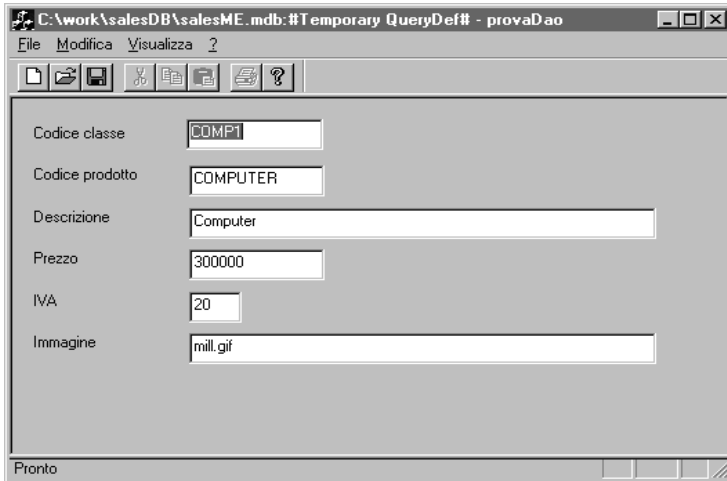 C:\work\salesDB\salesME.mdb:#Temporary QueryDef# - provaDao
File Modifica Visualizza ?
Codice classe COMP1
Codice prodotto COMPUTER
Descrizione Computer
Prezzo 300000
IVA 20
Immagine mill.gif
Pronto